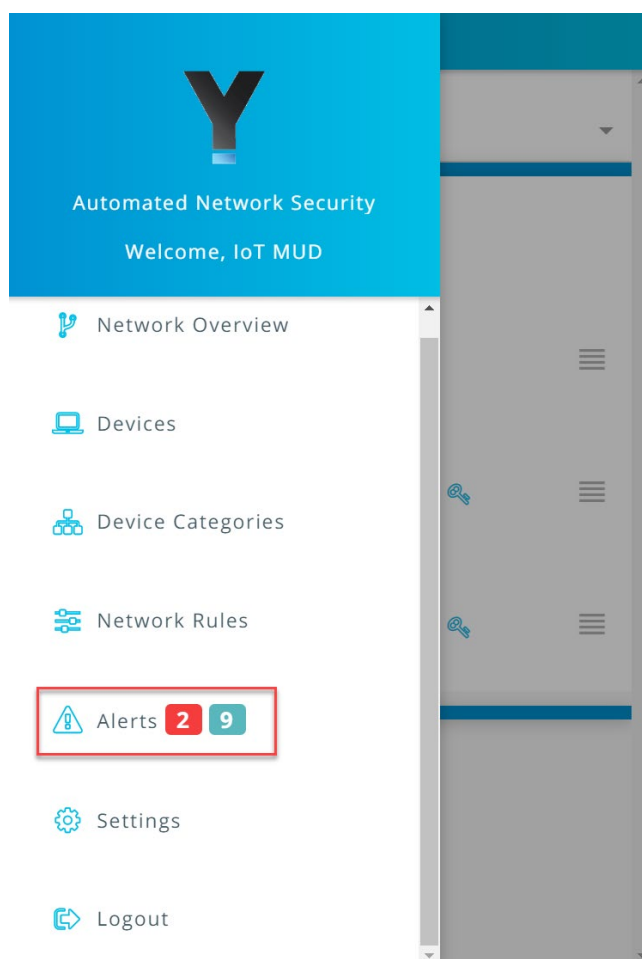 Y
Automated Network Security
Welcome, IoT MUD
Network Overview
Devices
Device Categories
Network Rules
Alerts 2 9
Settings
Logout